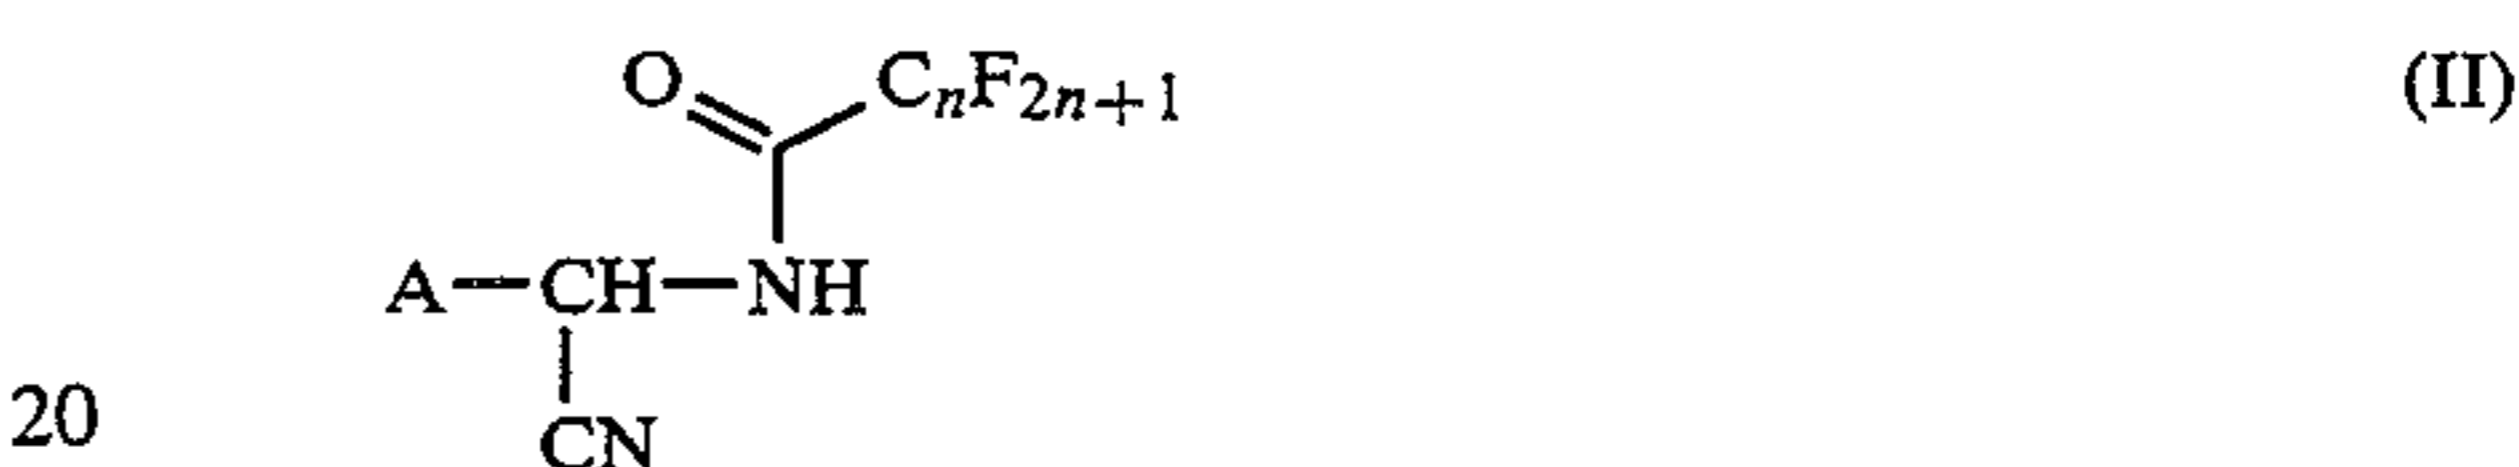 O CnF2n+1 (II)
A—CH—NH
20
CN